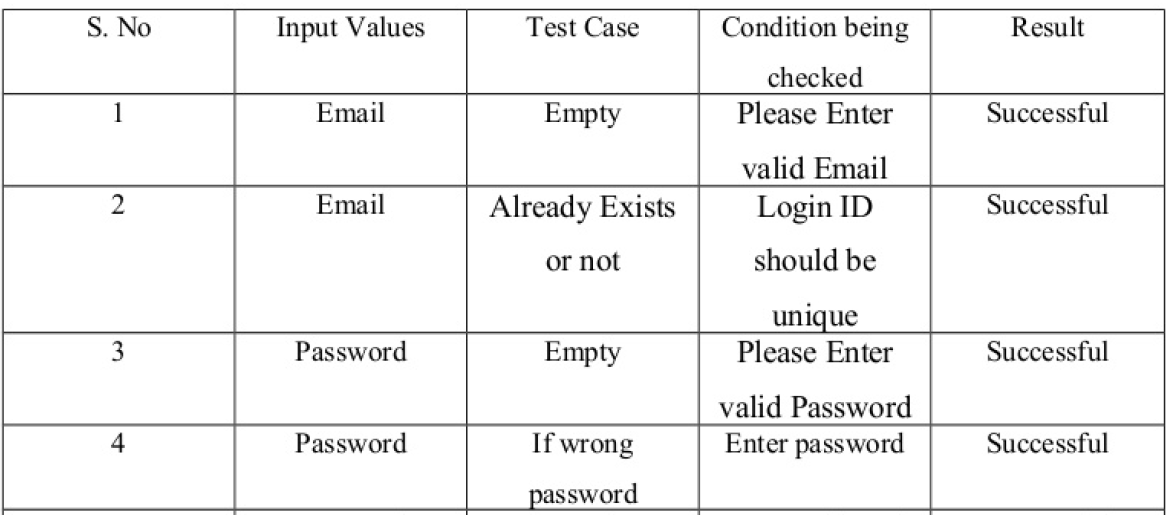 S. No Input Values Test Case Condition being checked Result
1 Email Empty Please Enter valid Email Successful
2 Email Already Exists or not Login ID should be unique Successful
3 Password Empty Please Enter valid Password Successful
4 Password If wrong password Enter password Successful